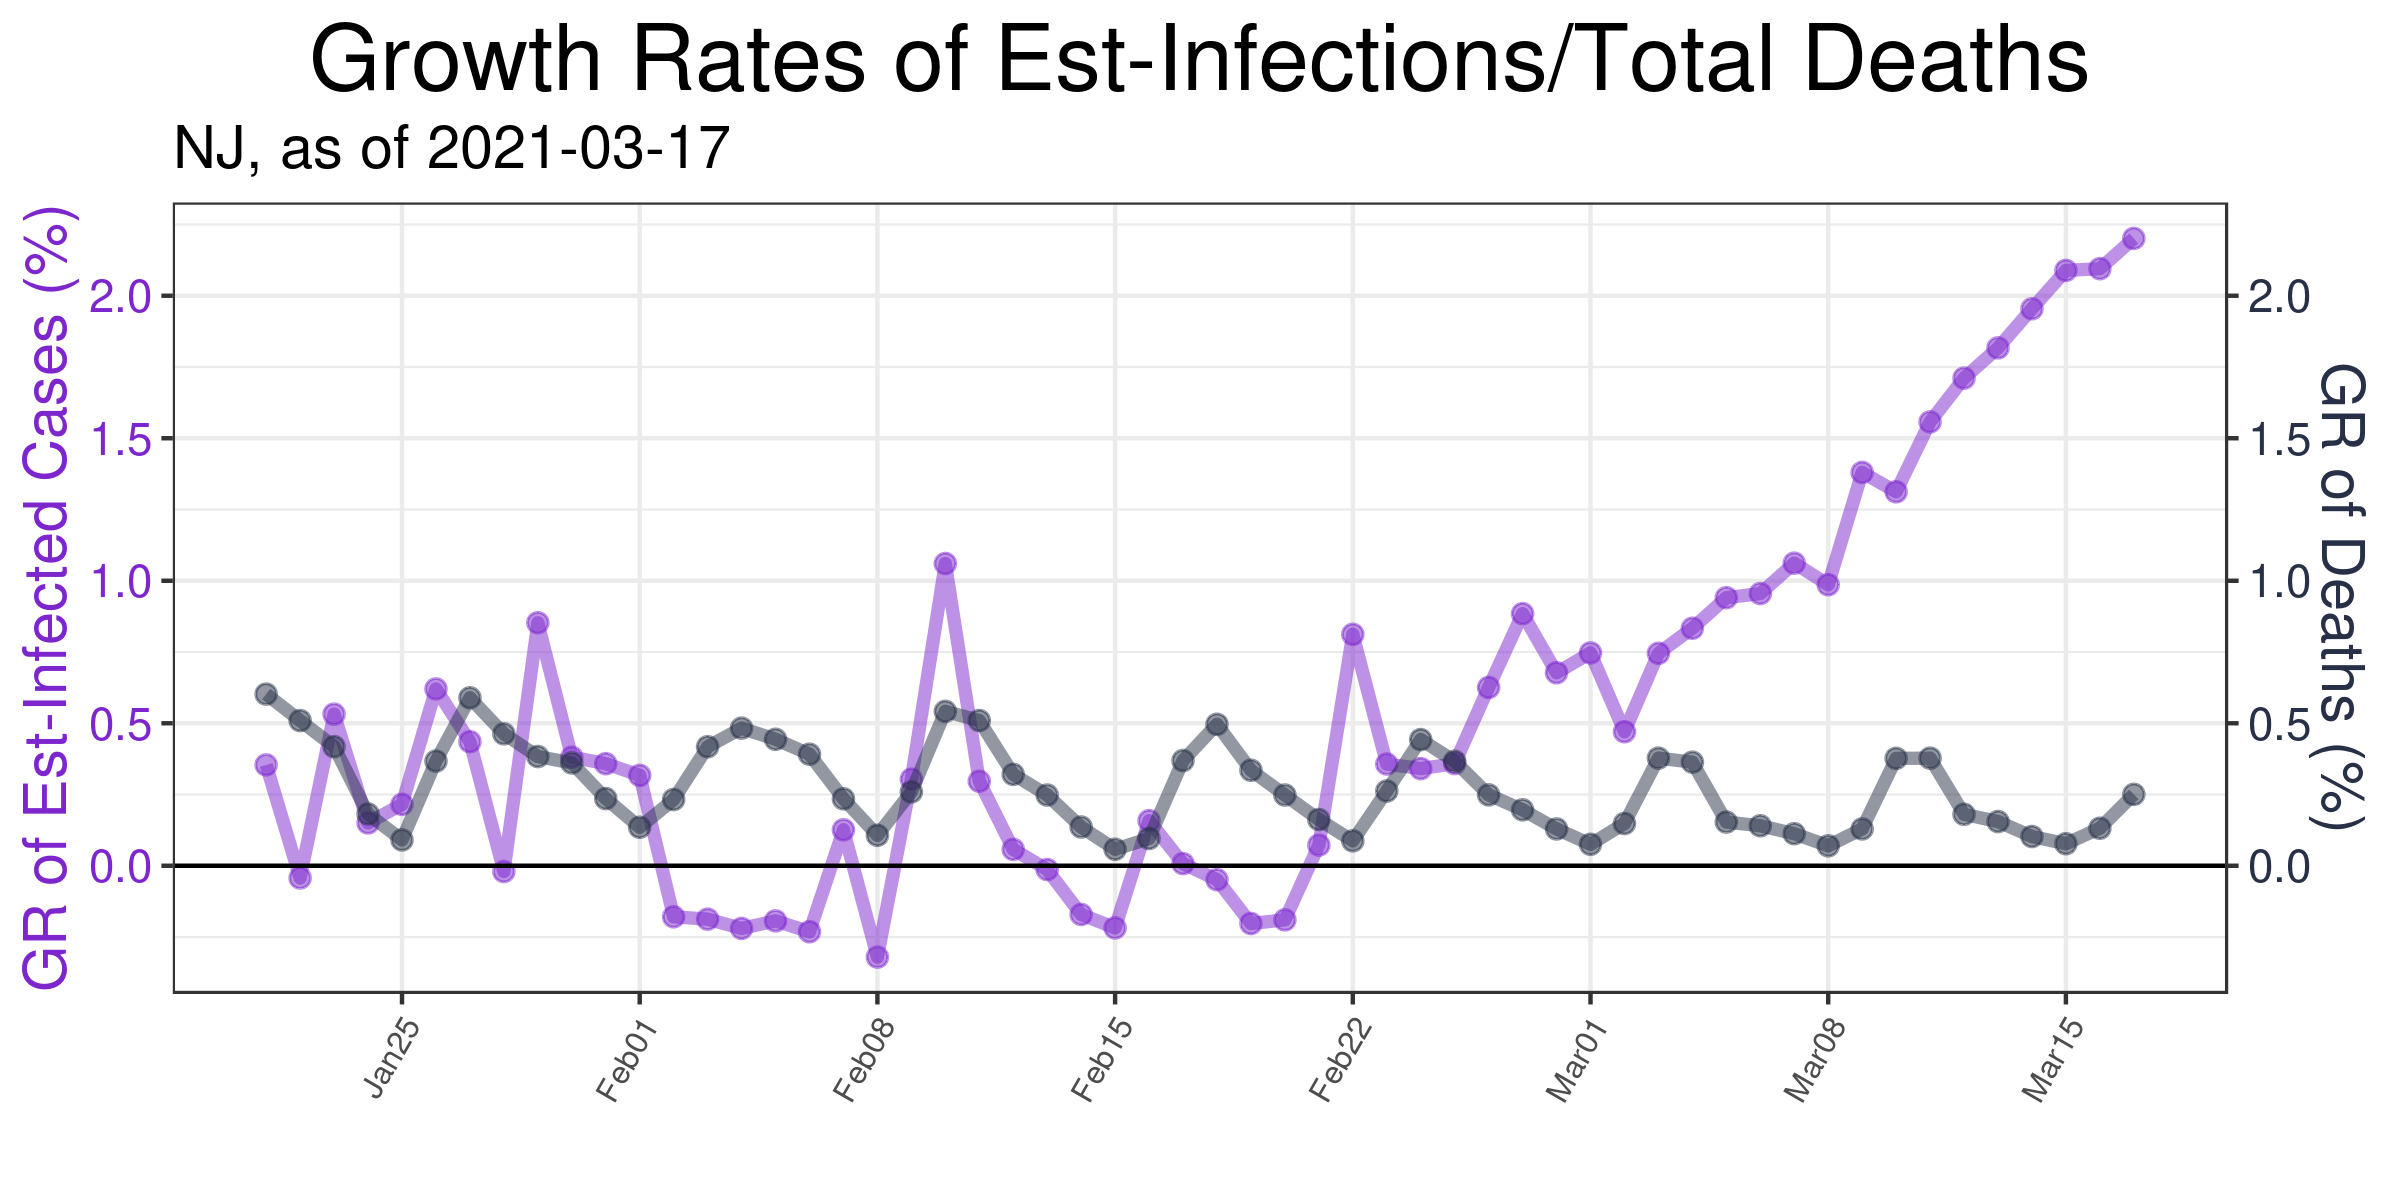 Growth Rates of Est-Infections/Total Deaths
NJ, as of 2021-03-17
GR of Est-Infected Cases (%)
2.0
1.5
1.0
0.5
0.0
2.0
1.5
1.0
0.5
0.0
GR of Deaths (%)
Jan25
Feb01
Feb08
Feb15
Feb22
Mar01
Mar08
Mar15